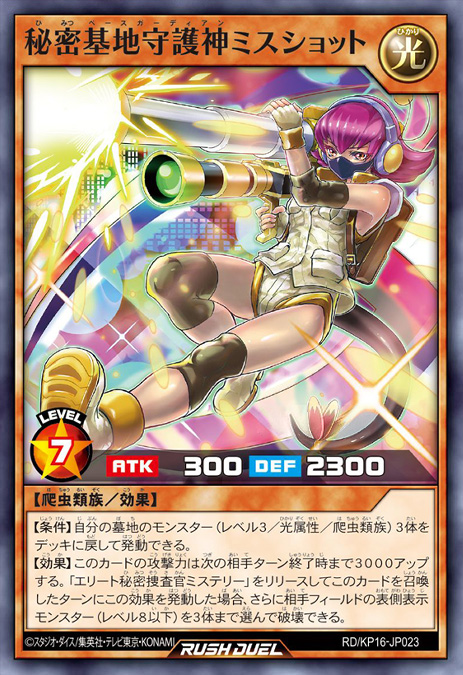 秘密基地守護神ミスショット
光
LEVEL
7
ATK 300 DEF 2300
【爬虫類族／効果】
【条件】自分の墓地のモンスター（レベル3／光属性／爬虫類族）3体を
デッキに戻して発動できる。
【効果】このカードの攻撃力は次の相手ターン終了時まで3000アップ
する。「エリート秘密捜査官ミステリー」をリリースしてこのカードを召喚
したターンにこの効果を発動した場合、さらに相手フィールドの表側表示
モンスター（レベル8以下）を3体まで選んで破壊できる。
©スタジオ・ダイス/集英社・テレビ東京・KONAMI
RUSH DUEL
RD/KP16-JP023